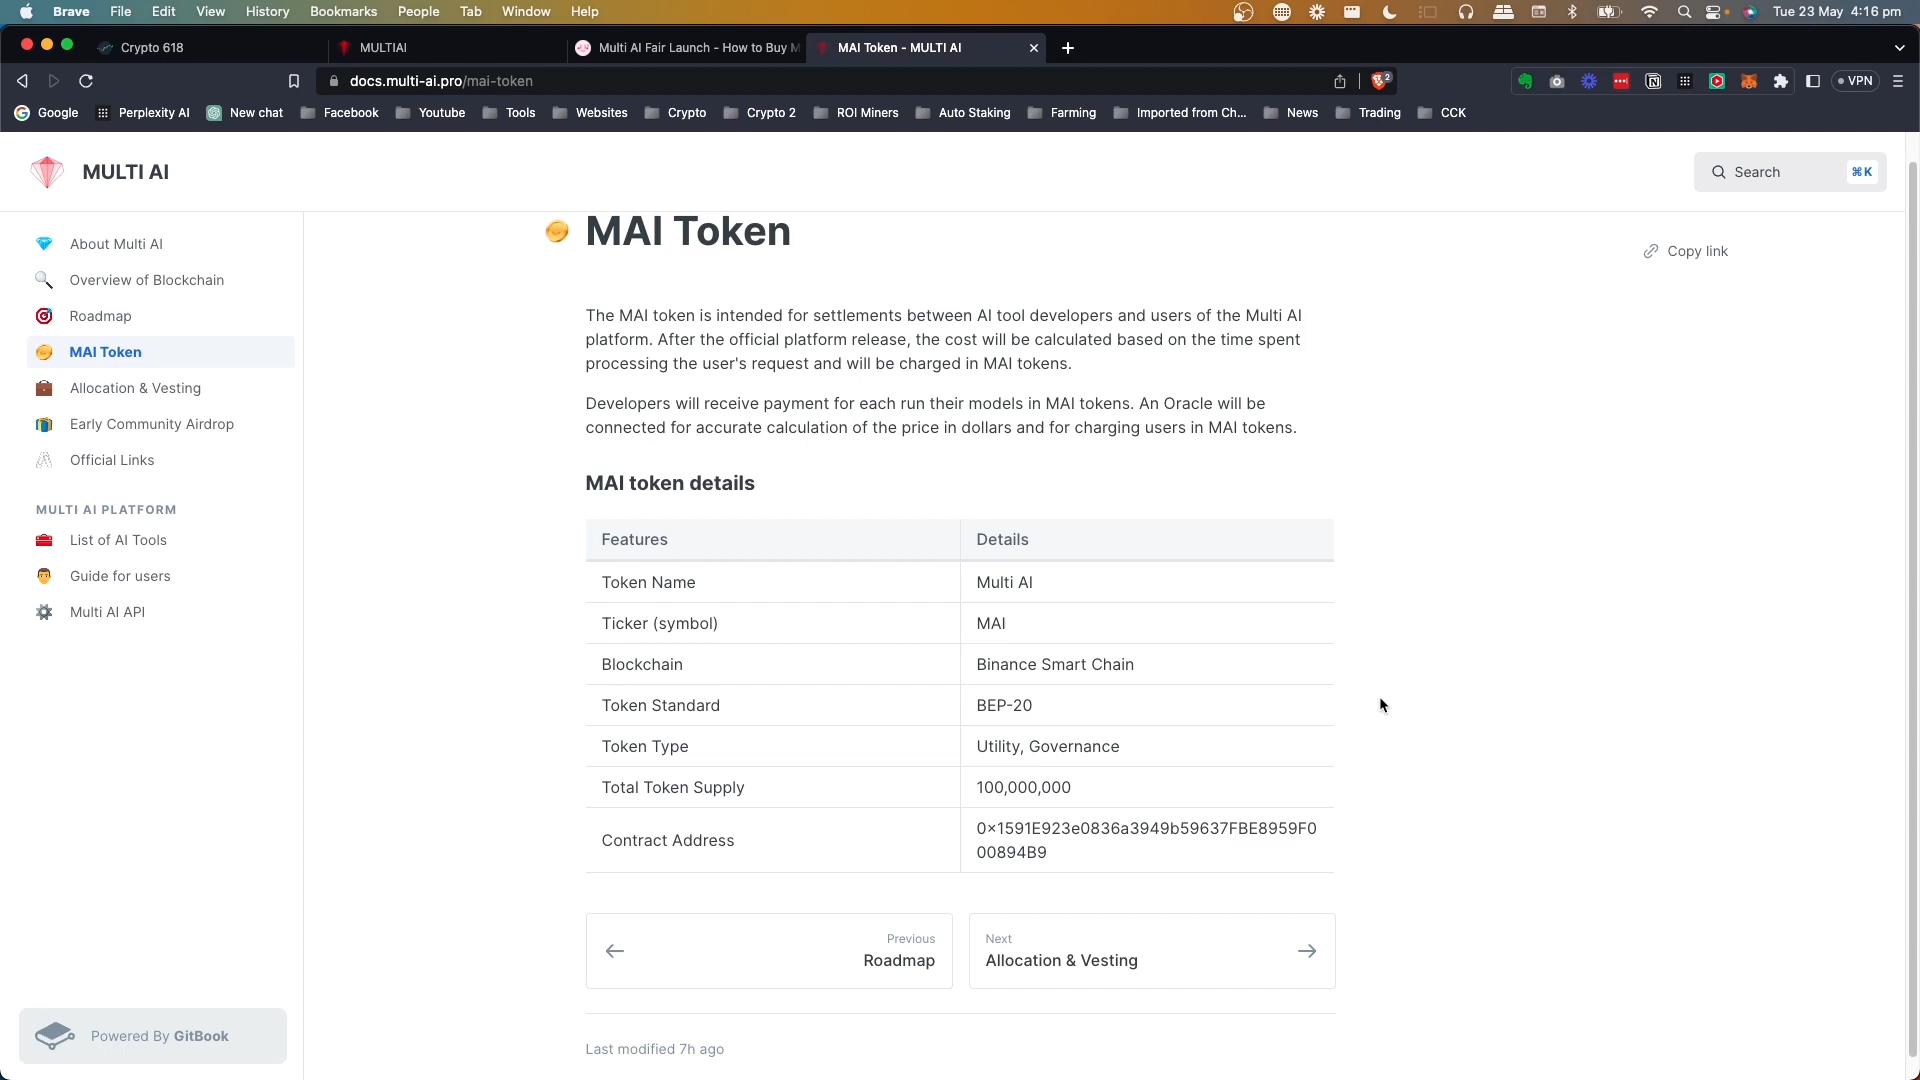 Brave File Edit View History Bookmarks People Tab Window Help Tue 23 May 4:16 pm
Crypto 618 MULTIAI Multi AI Fair Launch - How to Buy M MAI Token - MULTI AI
docs.multi-ai.pro/mai-token 2 VPN
Google Perplexity AI New chat Facebook Youtube Tools Websites Crypto Crypto 2 ROI Miners Auto Staking Farming Imported from Ch... News Trading CCK
MULTI AI
Search ⌘K
About Multi AI
Overview of Blockchain
Roadmap
MAI Token
Allocation & Vesting
Early Community Airdrop
Official Links
MULTI AI PLATFORM
List of AI Tools
Guide for users
Multi AI API
Powered By GitBook
MAI Token
Copy link
The MAI token is intended for settlements between AI tool developers and users of the Multi AI
platform. After the official platform release, the cost will be calculated based on the time spent
processing the user's request and will be charged in MAI tokens.
Developers will receive payment for each run their models in MAI tokens. An Oracle will be
connected for accurate calculation of the price in dollars and for charging users in MAI tokens.
MAI token details
Features Details
Token Name Multi AI
Ticker (symbol) MAI
Blockchain Binance Smart Chain
Token Standard BEP-20
Token Type Utility, Governance
Total Token Supply 100,000,000
Contract Address 0×1591E923e0836a3949b59637FBE8959F0
00894B9
Previous
Roadmap
Next
Allocation & Vesting
Last modified 7h ago